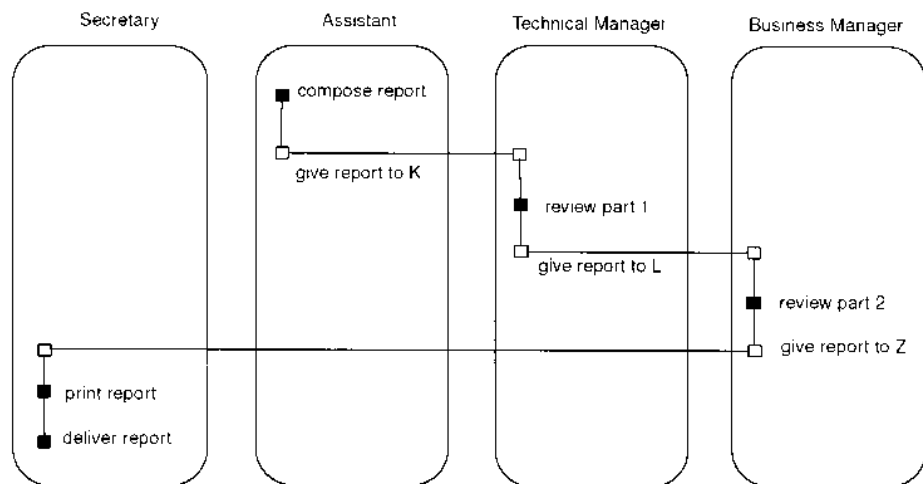 Secretary
Assistant
Technical Manager
Business Manager
compose report
give report to K
review part 1
give report to L
review part 2
give report to Z
print report
deliver report